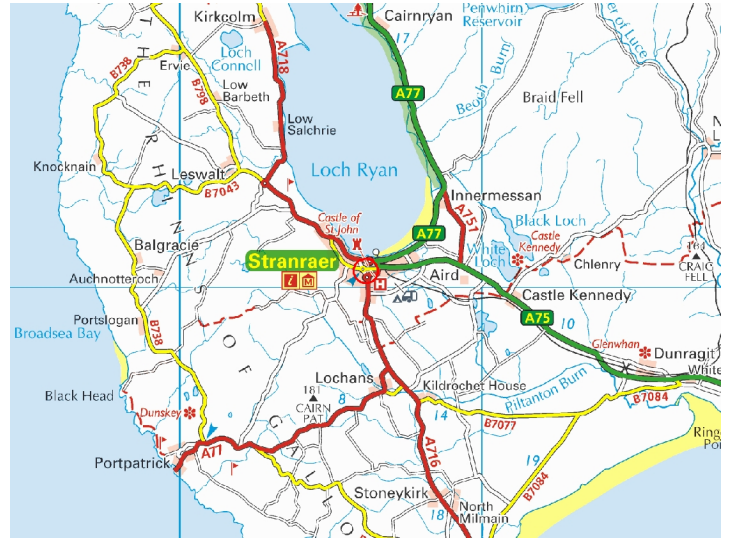 Kirkcolm
Cairnryan
Penwhirn
Reservoir
17
A718
Loch
Connell
Ervie
B738
B798
Low
Barbeth
A77
Beoch Burn
Braid Fell
Low
Salchrie
THE RHINNS OF GALLO
Loch Ryan
Knocknain
Leswalt
B7043
Innermessan
A751
Castle of
St John
A77
Black Loch
Castle
Kennedy
White
Loch
Balgracie
Stranraer
i
M
H
Aird
Chlenry
CRAIG
FELL
Auchnotteroch
Castle Kennedy
Portslogan
B738
Broadsea Bay
A75
10
Glenwhan
Dunragit
White
Lochans
Kildrochet House
Piltanton Burn
B7084
Black Head
181
CAIRN
PAT
8
14
B7077
Dunskey
A77
Portpatrick
A716
19
B7084
Stoneykirk
18
North
Milmain